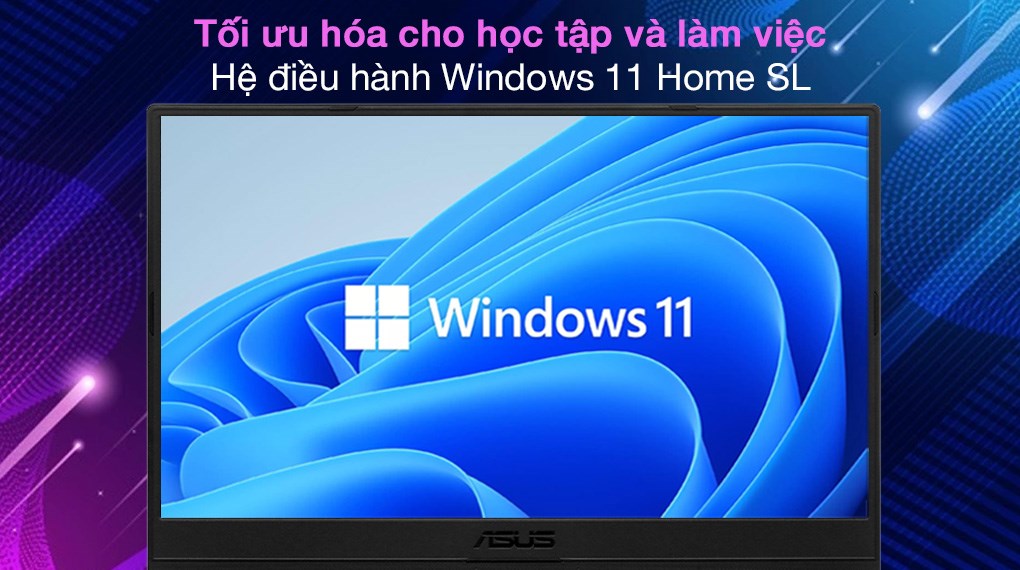 Tối ưu hóa cho học tập và làm việc
Hệ điều hành Windows 11 Home SL
Windows 11
ASUS